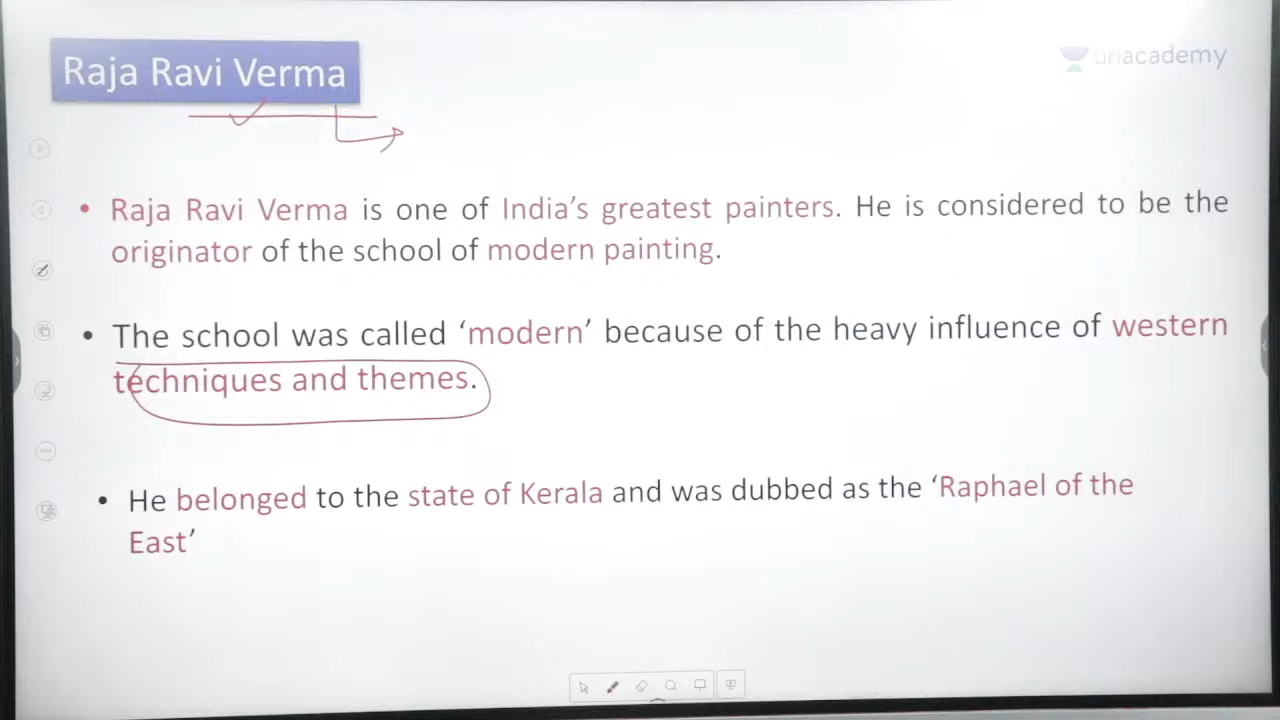 Raja Ravi Verma
unacademy
• Raja Ravi Verma is one of India's greatest painters. He is considered to be the
originator of the school of modern painting.
• The school was called ‘modern’ because of the heavy influence of western
techniques and themes.
• He belonged to the state of Kerala and was dubbed as the ‘Raphael of the
East’